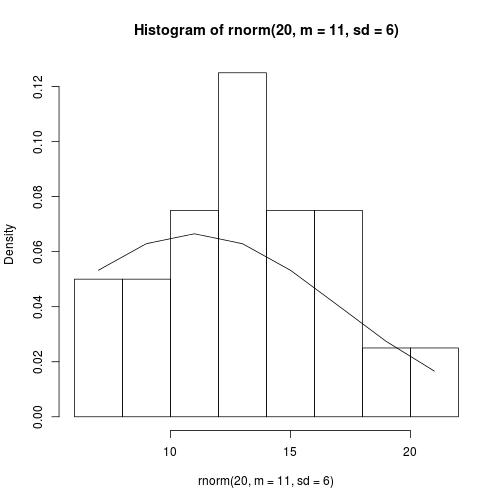 Histogram of rnorm(20, m = 11, sd = 6)
Density
0.12
0.10
0.08
0.06
0.04
0.02
0.00
10 15 20
rnorm(20, m = 11, sd = 6)